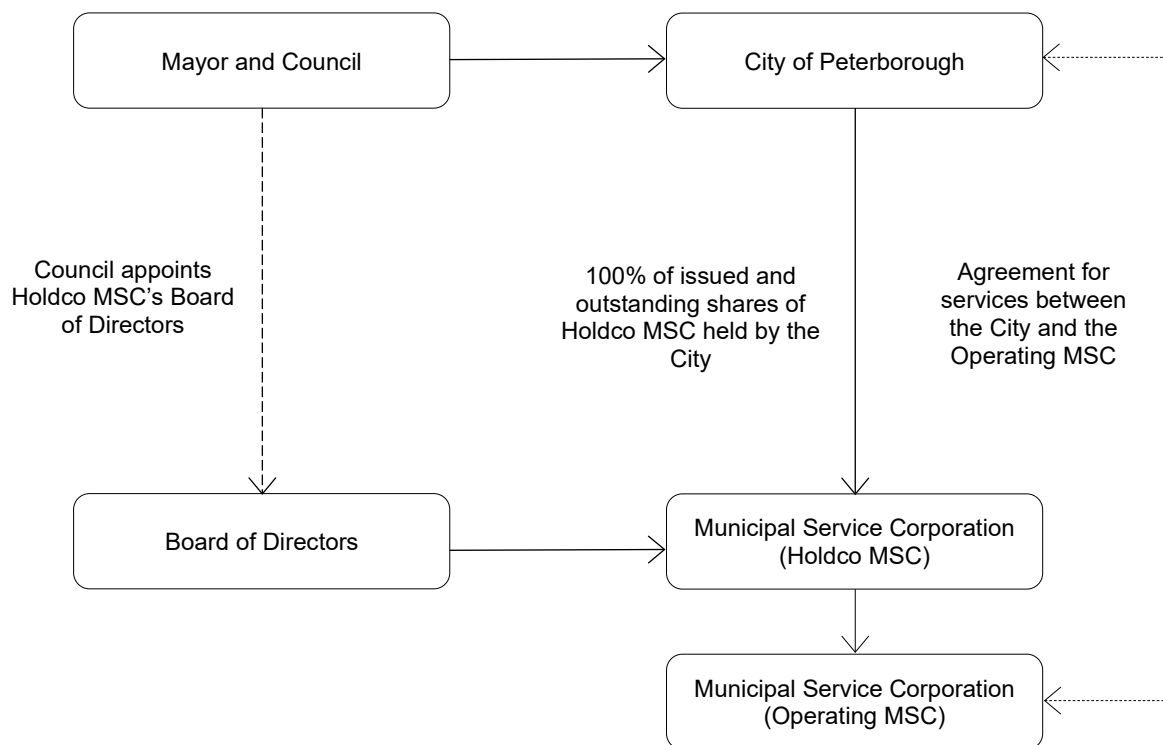 Mayor and Council
City of Peterborough
Council appoints
Holdco MSC’s Board
of Directors
100% of issued and
outstanding shares of
Holdco MSC held by the
City
Agreement for
services between
the City and the
Operating MSC
Board of Directors
Municipal Service Corporation
(Holdco MSC)
Municipal Service Corporation
(Operating MSC)